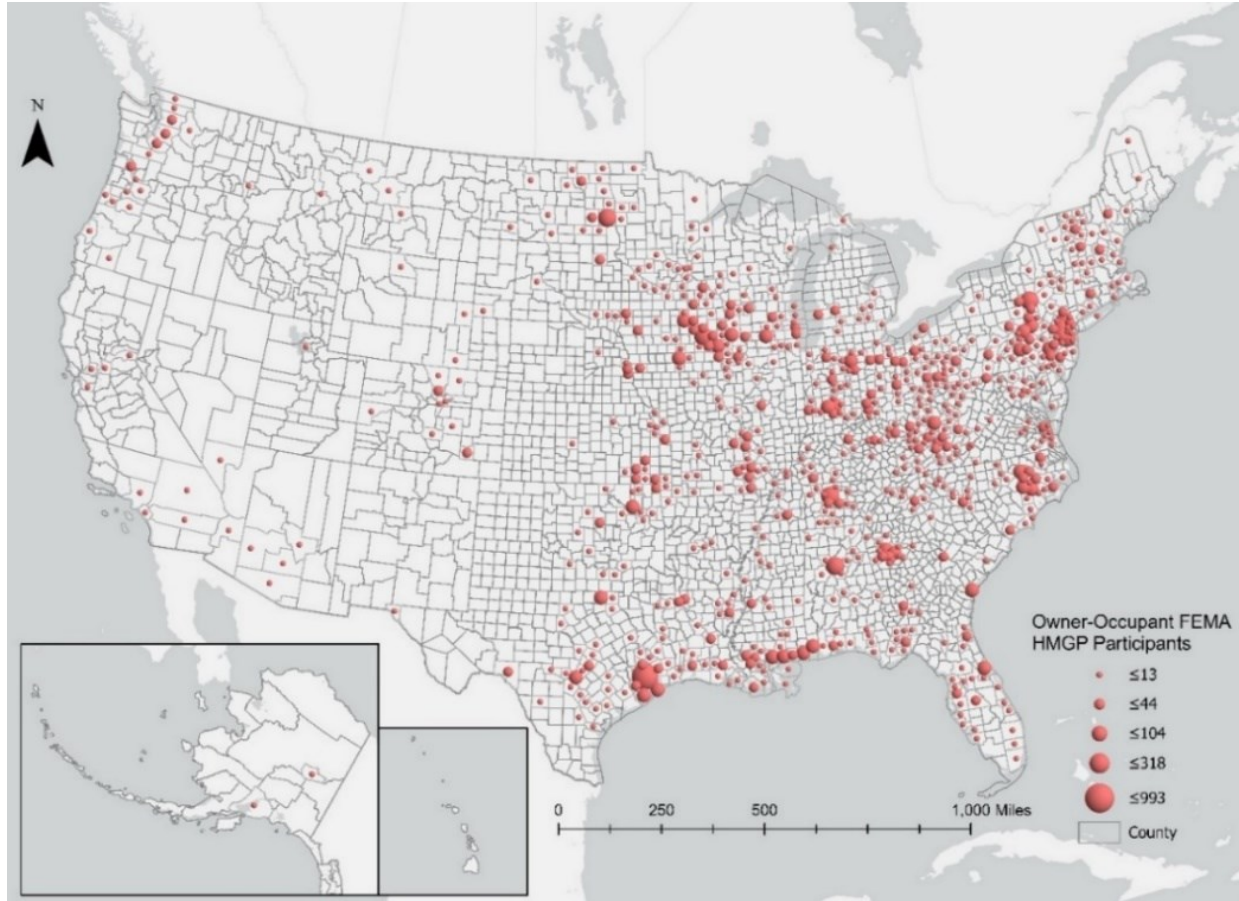 N
Owner-Occupant FEMA
HMGP Participants
≤13
≤44
≤104
≤318
≤993
County
0 250 500 1,000 Miles